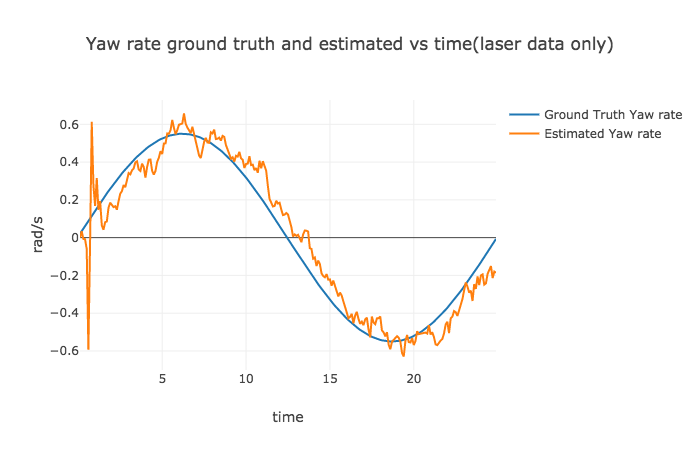 Yaw rate ground truth and estimated vs time(laser data only)
Ground Truth Yaw rate
Estimated Yaw rate
0.6
0.4
0.2
0
−0.2
−0.4
−0.6
rad/s
5
10
15
20
time